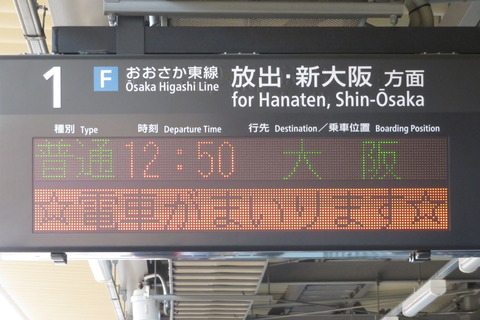 1 F おおさか東線 放出・新大阪 方面
Ōsaka Higashi Line for Hanaten, Shin-Ōsaka
種別 Type 時刻 Departure Time 行先 Destination／乗車位置 Boarding Position
普通 12:50 大阪
☆電車がまいります☆